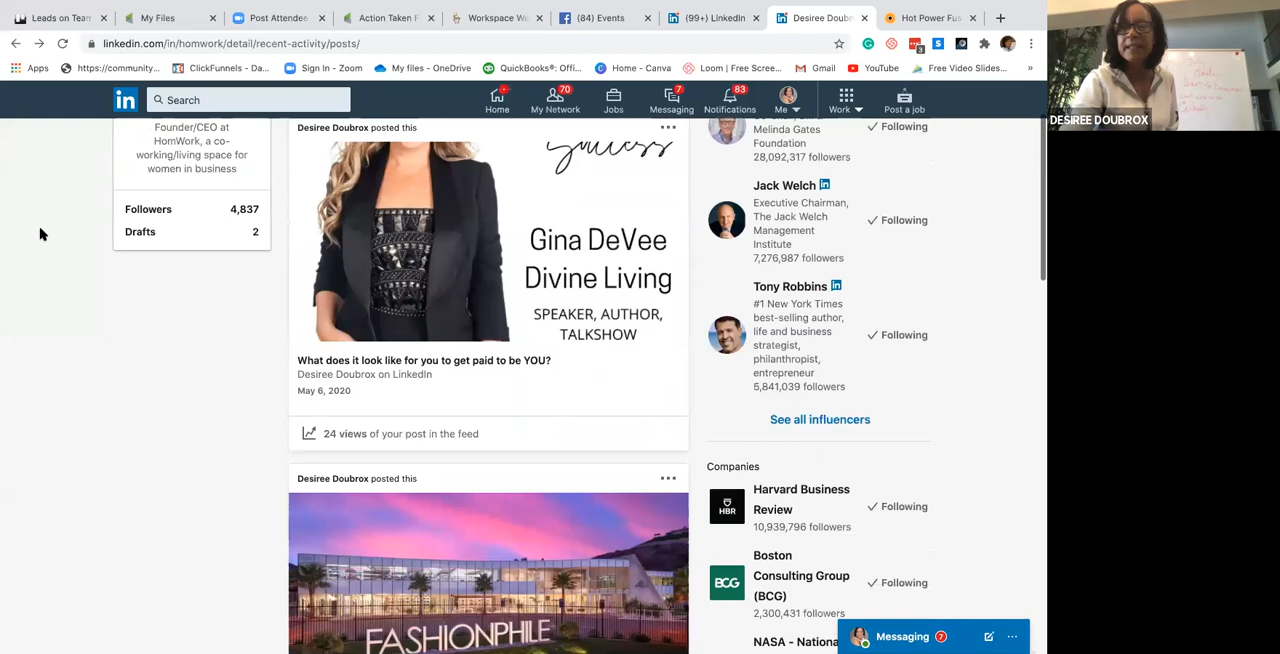 Leads on
My Files
Post Attendee
Action Taken F
Workspace We
(84) Events
(99+) LinkedIn
Desiree Doubr
Hot Power Fus
linkedin.com/in/homwork/detail/recent-activity/posts/
Apps
https://community...
ClickFunnels - Da...
Sign In - Zoom
My files - OneDrive
QuickBooks®: Offi...
Home - Canva
Loom | Free Scree...
Gmail
YouTube
Free Video Slides...
»
in
Search
Home
70
My Network
Jobs
7
Messaging
83
Notifications
Me
Work
Post a job
DESIREE DOUBROX
Founder/CEO at
HomWork, a co-
working/living space for
women in business
Followers 4,837
Drafts 2
Desiree Doubrox posted this
success
Gina DeVee
Divine Living
SPEAKER, AUTHOR,
TALKSHOW
What does it look like for you to get paid to be YOU?
Desiree Doubrox on LinkedIn
May 6, 2020
24 views of your post in the feed
Desiree Doubrox posted this
FASHIONPHILE
Melinda Gates
Foundation
28,092,317 followers
Following
Jack Welch in
Executive Chairman,
The Jack Welch
Management
Institute
7,276,987 followers
Following
Tony Robbins in
#1 New York Times
best-selling author,
life and business
strategist,
philanthropist,
entrepreneur
5,841,039 followers
Following
See all influencers
Companies
HBR
Harvard Business
Review
10,939,796 followers
Following
BCG
Boston
Consulting Group
(BCG)
2,300,431 followers
Following
NASA - Nationa
Messaging 7